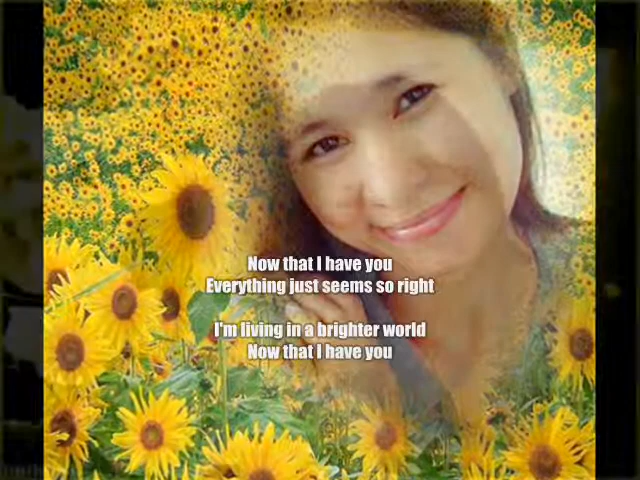 Now that I have you
Everything just seems so right
I'm living in a brighter world
Now that I have you